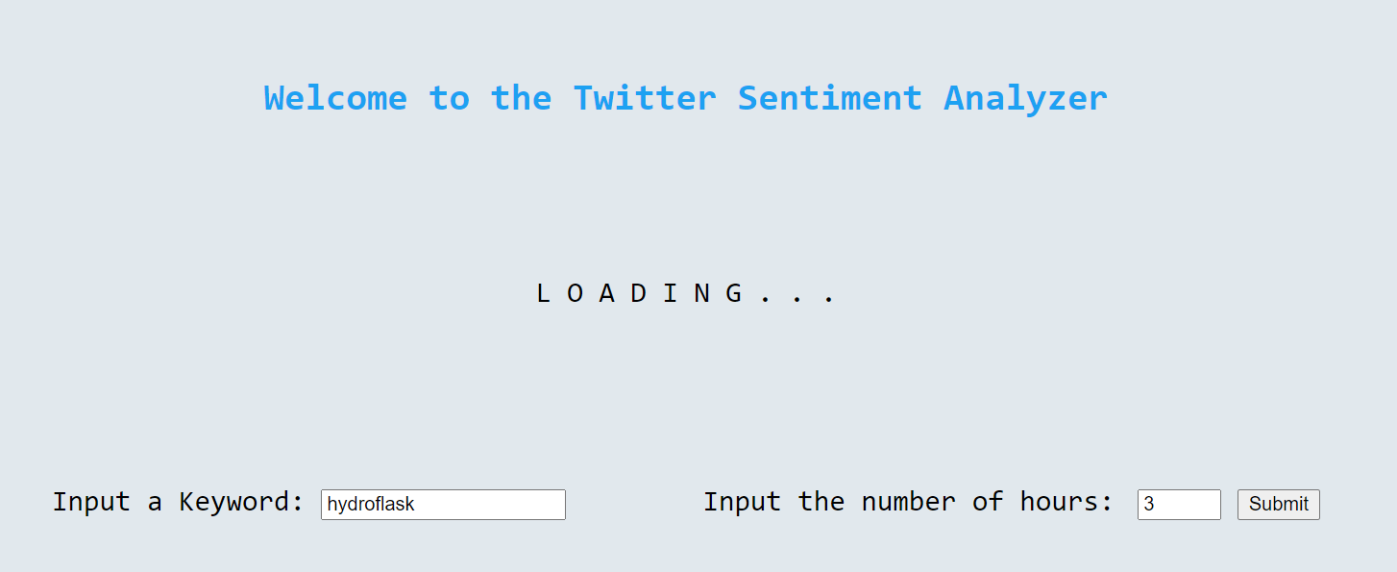 Welcome to the Twitter Sentiment Analyzer
L O A D I N G . . .
Input a Keyword: hydroflask Input the number of hours: 3 Submit